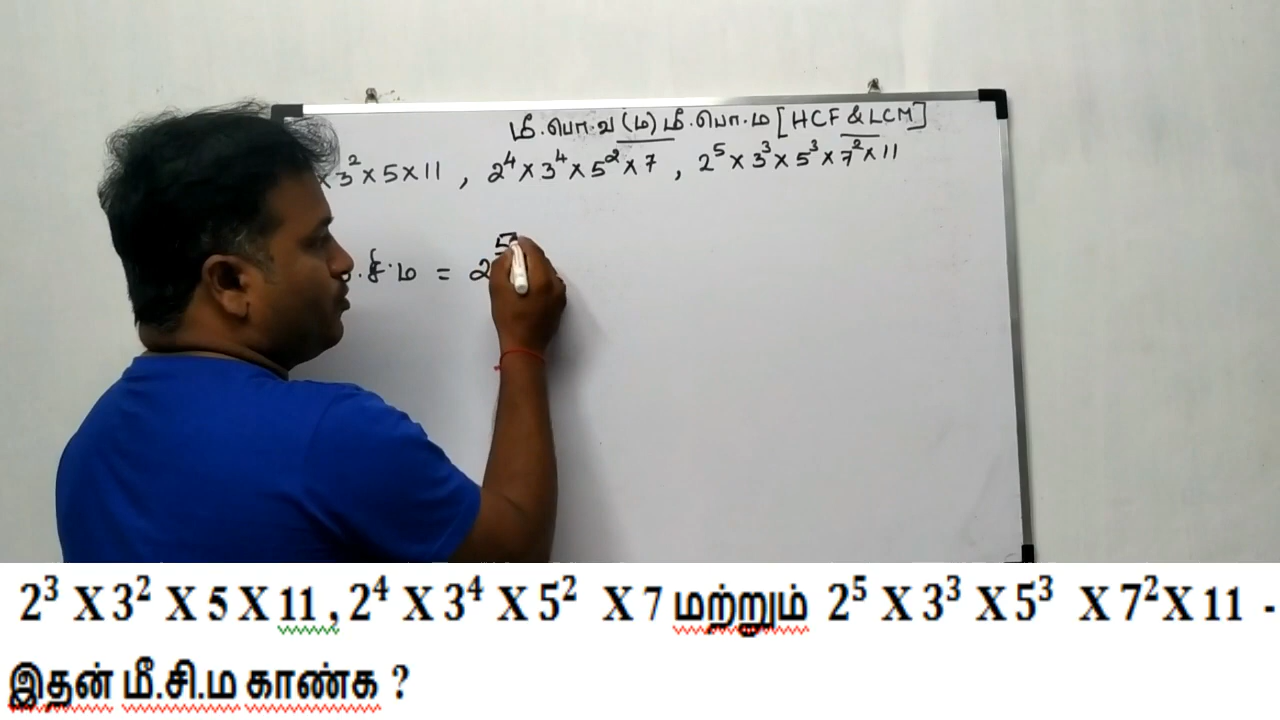 மீ.பொ.வ (ம) மீ.பொ.ம [HCF & LCM]
x 3² x 5 x 11 , 2⁴ x 3⁴ x 5² x 7 , 2⁵ x 3³ x 5³ x 7² x 11
.சி.ம = 2⁵
2³ X 3² X 5 X 11 , 2⁴ X 3⁴ X 5² X 7 மற்றும் 2⁵ X 3³ X 5³ X 7² X 11 -
இதன் மீ.சி.ம காண்க ?